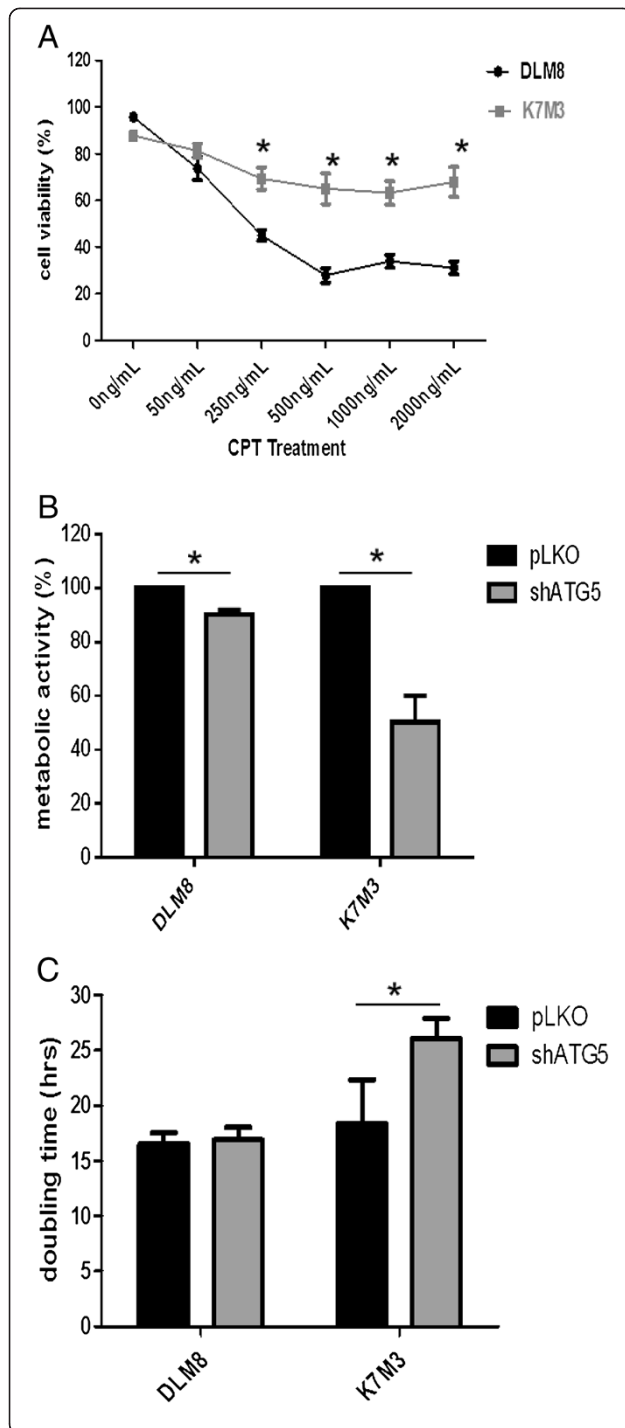 A
DLM8
K7M3
120
100
80
60
40
20
0
cell viability (%)
* * * *
0ng/mL
50ng/mL
250ng/mL
500ng/mL
1000ng/mL
2000ng/mL
CPT Treatment
B
pLKO
shATG5
120
100
80
60
40
20
0
metabolic activity (%)
* *
DLM8
K7M3
C
pLKO
shATG5
30
25
20
15
10
5
0
doubling time (hrs)
*
DLM8
K7M3